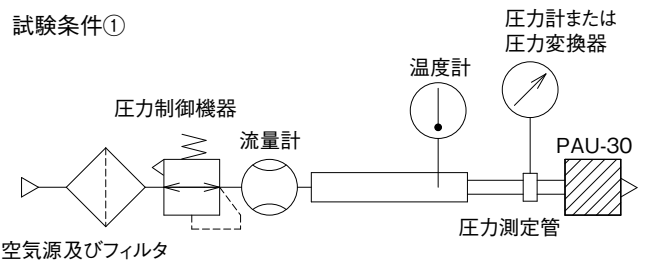 試験条件①
圧力計または
圧力変換器
温度計
圧力制御機器
流量計
PAU-30
圧力測定管
空気源及びフィルタ